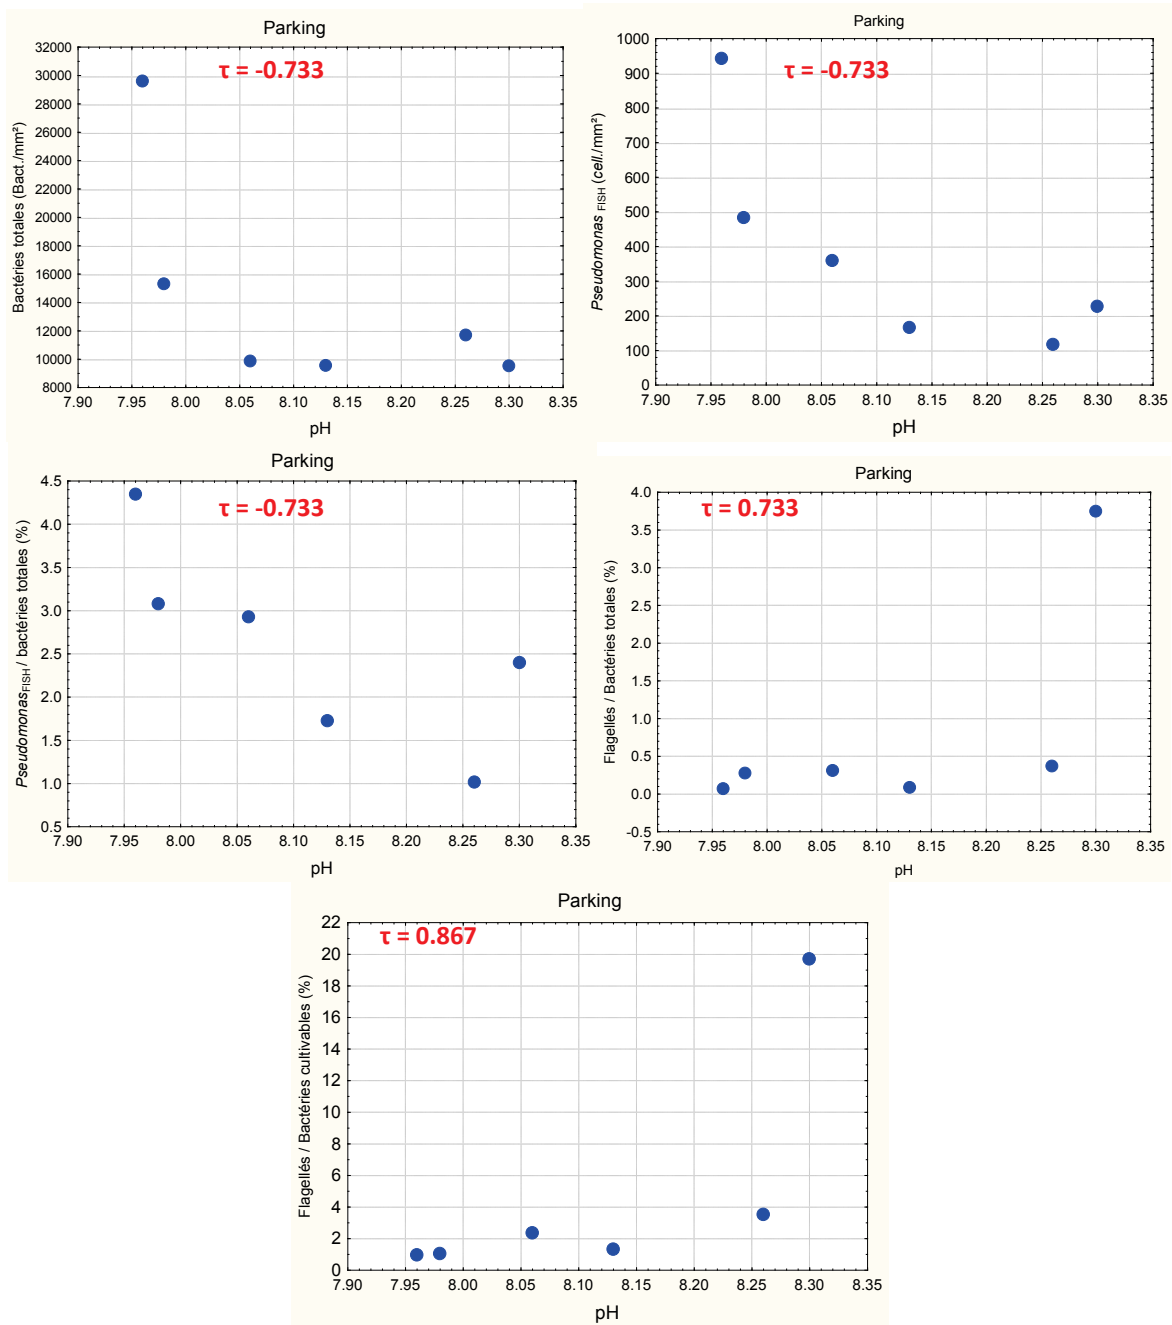 Parking
τ = -0.733
Bactéries totales (Bact./mm²)
32000
30000
28000
26000
24000
22000
20000
18000
16000
14000
12000
10000
8000
7.90 7.95 8.00 8.05 8.10 8.15 8.20 8.25 8.30 8.35
pH
Parking
τ = -0.733
Pseudomonas FISH (cell./mm²)
1000
900
800
700
600
500
400
300
200
100
0
7.90 7.95 8.00 8.05 8.10 8.15 8.20 8.25 8.30 8.35
pH
Parking
τ = -0.733
PseudomonasFISH / bactéries totales (%)
4.5
4.0
3.5
3.0
2.5
2.0
1.5
1.0
0.5
7.90 7.95 8.00 8.05 8.10 8.15 8.20 8.25 8.30 8.35
pH
Parking
τ = 0.733
Flagellés / Bactéries totales (%)
4.0
3.5
3.0
2.5
2.0
1.5
1.0
0.5
0.0
-0.5
7.90 7.95 8.00 8.05 8.10 8.15 8.20 8.25 8.30 8.35
pH
Parking
τ = 0.867
Flagellés / Bactéries cultivables (%)
22
20
18
16
14
12
10
8
6
4
2
0
7.90 7.95 8.00 8.05 8.10 8.15 8.20 8.25 8.30 8.35
pH